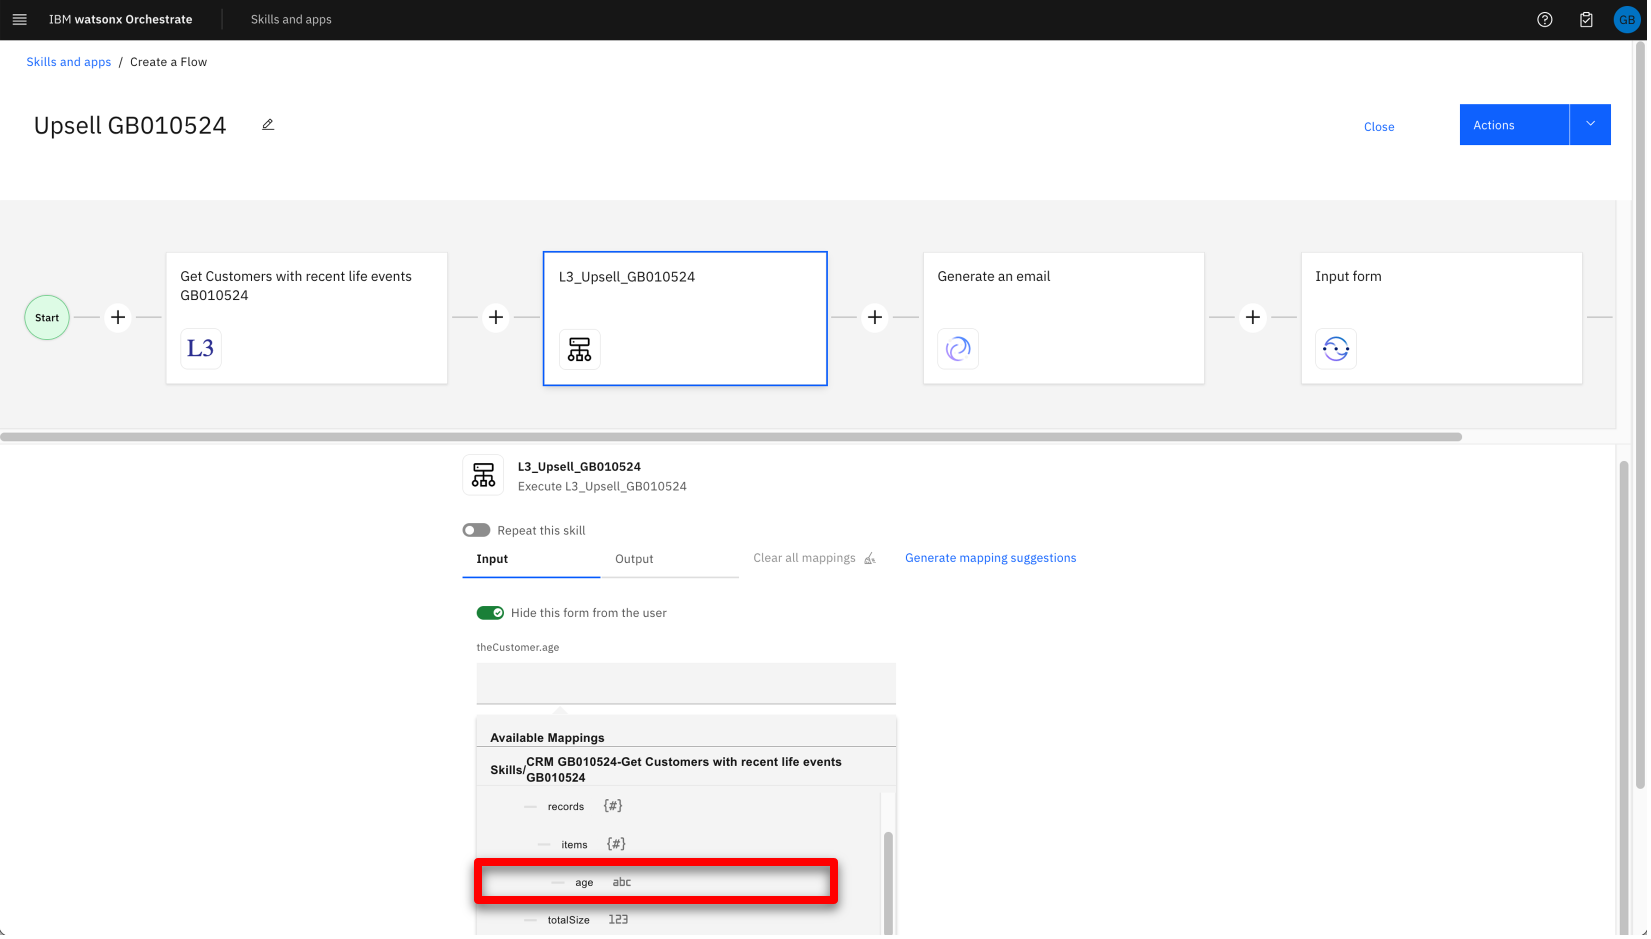 IBM watsonx Orchestrate
Skills and apps
GB
Skills and apps / Create a Flow
Upsell GB010524
Close
Actions
Start
Get Customers with recent life events
GB010524
L3
L3_Upsell_GB010524
Generate an email
Input form
L3_Upsell_GB010524
Execute L3_Upsell_GB010524
Repeat this skill
Input
Output
Clear all mappings
Generate mapping suggestions
Hide this form from the user
theCustomer.age
Available Mappings
Skills/CRM GB010524-Get Customers with recent life events
GB010524
records {#}
items {#}
age abc
totalSize 123